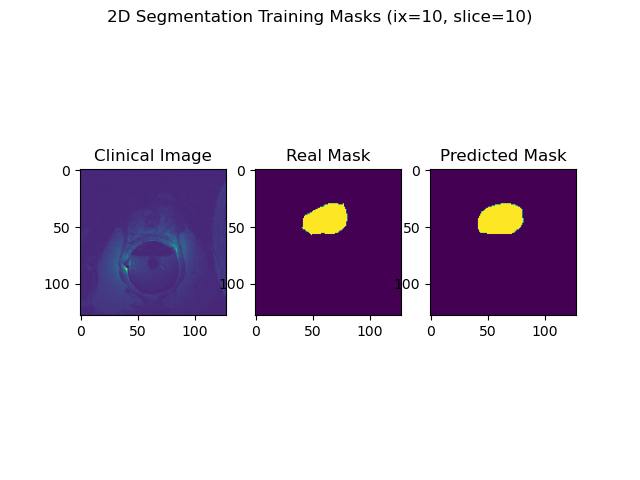 2D Segmentation Training Masks (ix=10, slice=10)
Clinical Image Real Mask Predicted Mask
0 0 0
50 50 50
100 100 100
0 50 100 0 50 100 0 50 100